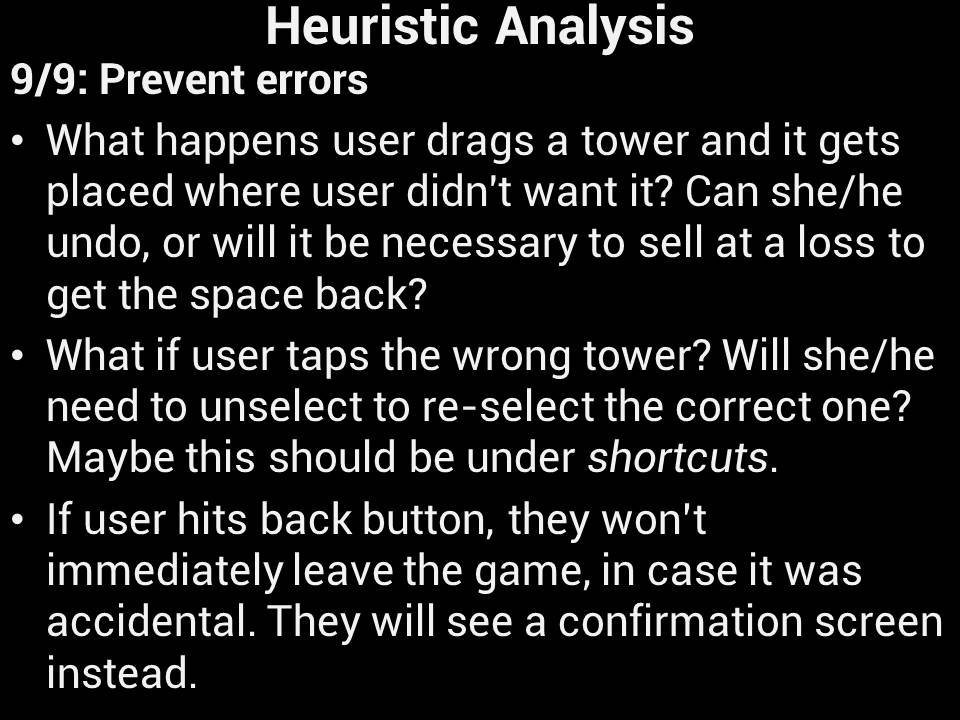 Heuristic Analysis
9/9: Prevent errors
• What happens user drags a tower and it gets
placed where user didn't want it? Can she/he
undo, or will it be necessary to sell at a loss to
get the space back?
• What if user taps the wrong tower? Will she/he
need to unselect to re-select the correct one?
Maybe this should be under shortcuts.
• If user hits back button, they won't
immediately leave the game, in case it was
accidental. They will see a confirmation screen
instead.